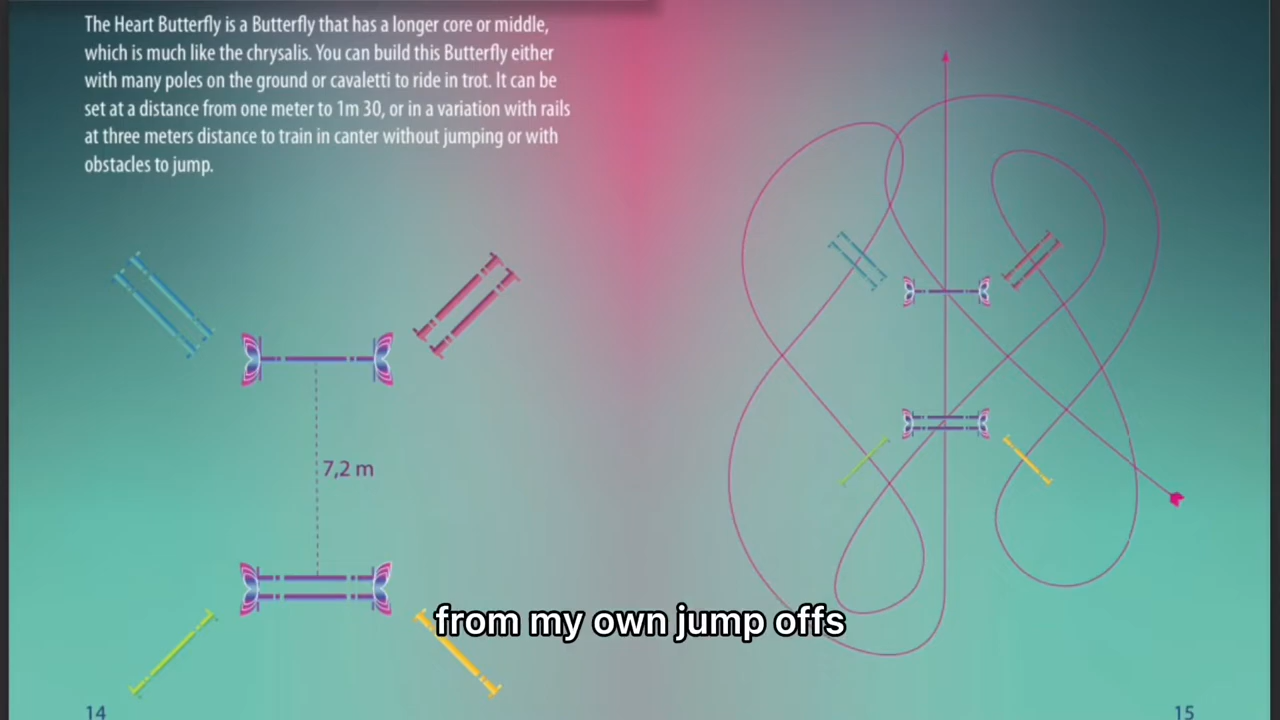 The Heart Butterfly is a Butterfly that has a longer core or middle,
which is much like the chrysalis. You can build this Butterfly either
with many poles on the ground or cavaletti to ride in trot. It can be
set at a distance from one meter to 1m 30, or in a variation with rails
at three meters distance to train in canter without jumping or with
obstacles to jump.
7,2 m
from my own jump offs
14
15